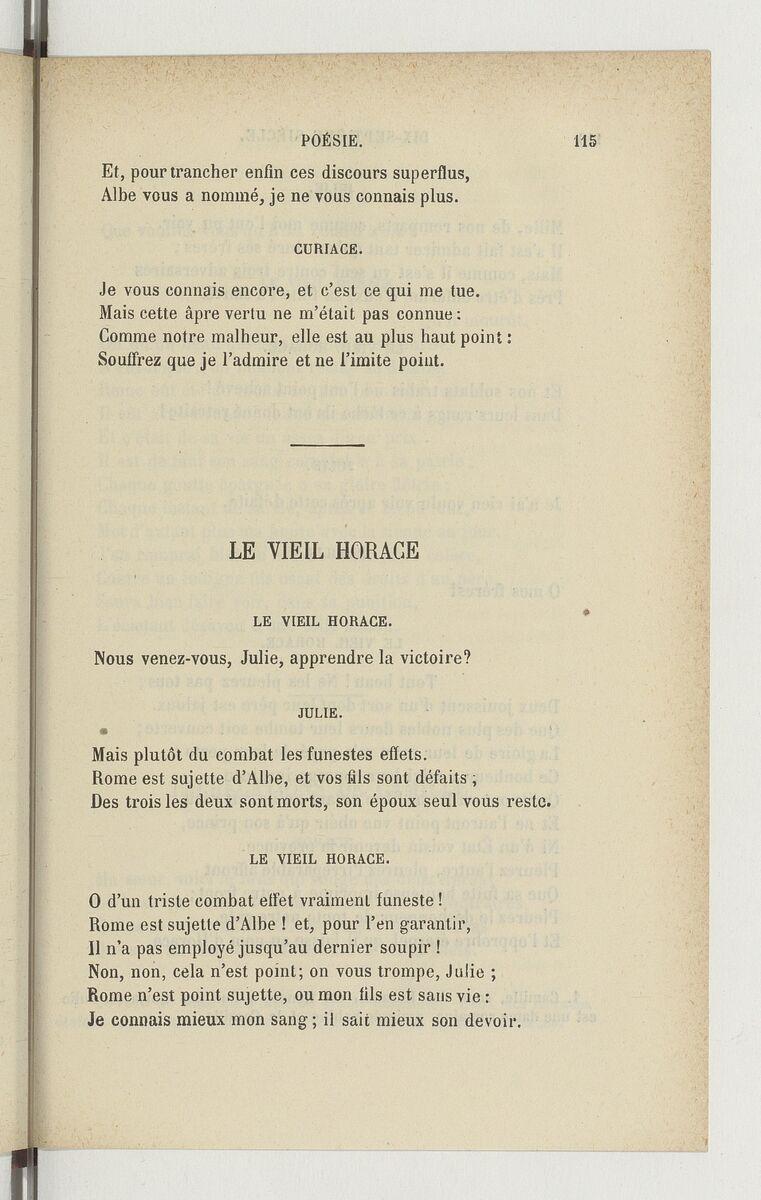 POÉSIE. 115
Et, pour trancher enfin ces discours superflus,
Albe vous a nommé, je ne vous connais plus.
CURIACE.
Je vous connais encore, et c'est ce qui me tue.
Mais cette âpre vertu ne m'était pas connue :
Comme notre malheur, elle est au plus haut point :
Souffrez que je l'admire et ne l'imite point.
LE VIEIL HORACE
LE VIEIL HORACE.
Nous venez-vous, Julie, apprendre la victoire?
JULIE.
Mais plutôt du combat les funestes effets.
Rome est sujette d'Albe, et vos fils sont défaits ;
Des trois les deux sont morts, son époux seul vous reste.
LE VIEIL HORACE.
O d'un triste combat effet vraiment funeste !
Rome est sujette d'Albe ! et, pour l'en garantir,
Il n'a pas employé jusqu'au dernier soupir !
Non, non, cela n'est point; on vous trompe, Julie ;
Rome n'est point sujette, ou mon fils est sans vie :
Je connais mieux mon sang ; il sait mieux son devoir.